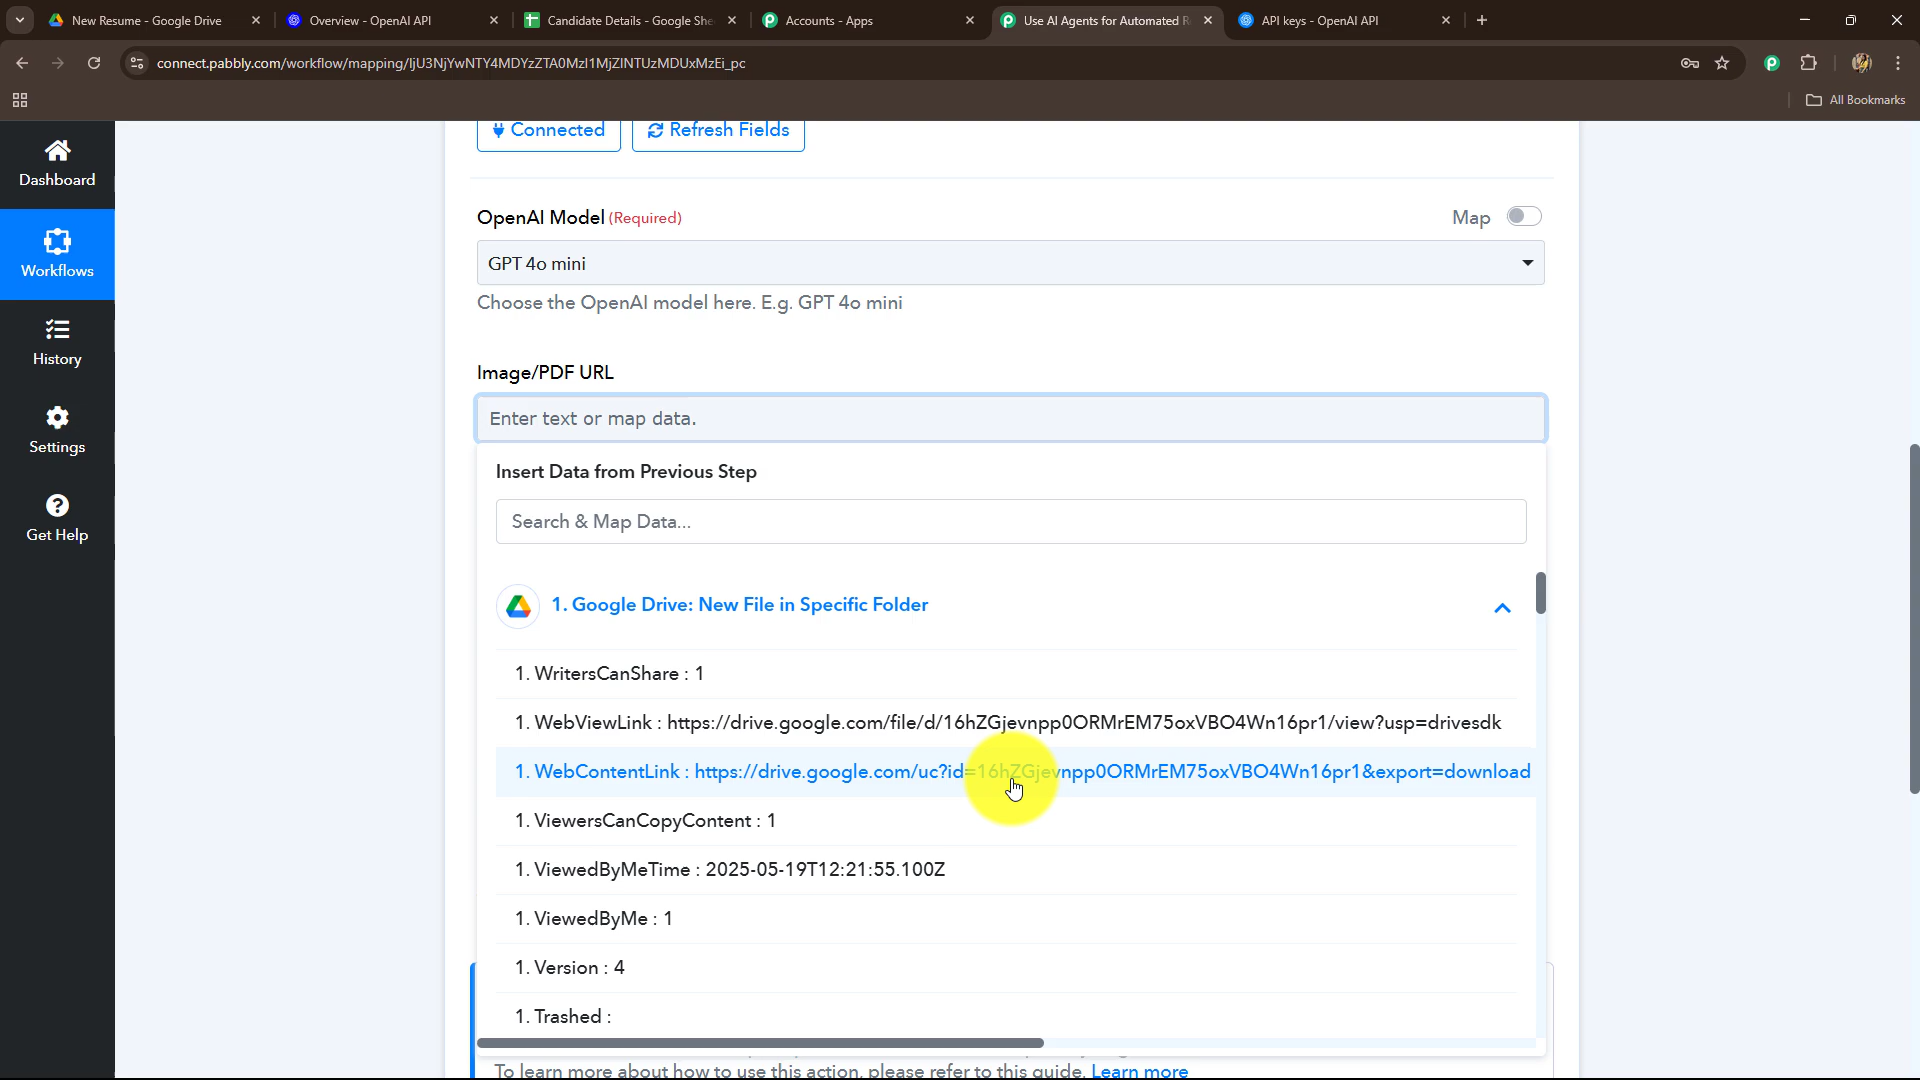 New Resume - Google Drive
Overview - OpenAI API
Candidate Details - Google She
Accounts - Apps
Use AI Agents for Automated R
API keys - OpenAI API
connect.pabbly.com/workflow/mapping/IjU3NjYwNTY4MDYzZTA0MzI1MjZlNTUzMDUxMzEi_pc
All Bookmarks
Dashboard
Workflows
History
Settings
Get Help
Connected
Refresh Fields
OpenAI Model (Required)
Map
GPT 4o mini
Choose the OpenAI model here. E.g. GPT 4o mini
Image/PDF URL
Enter text or map data.
Insert Data from Previous Step
Search & Map Data...
1. Google Drive: New File in Specific Folder
1. WritersCanShare : 1
1. WebViewLink : https://drive.google.com/file/d/16hZGjevnpp0ORMrEM75oxVBO4Wn16pr1/view?usp=drivesdk
1. WebContentLink : https://drive.google.com/uc?id=16hZGjevnpp0ORMrEM75oxVBO4Wn16pr1&export=download
1. ViewersCanCopyContent : 1
1. ViewedByMeTime : 2025-05-19T12:21:55.100Z
1. ViewedByMe : 1
1. Version : 4
1. Trashed :
To learn more about how to use this action, please refer to this guide. Learn more